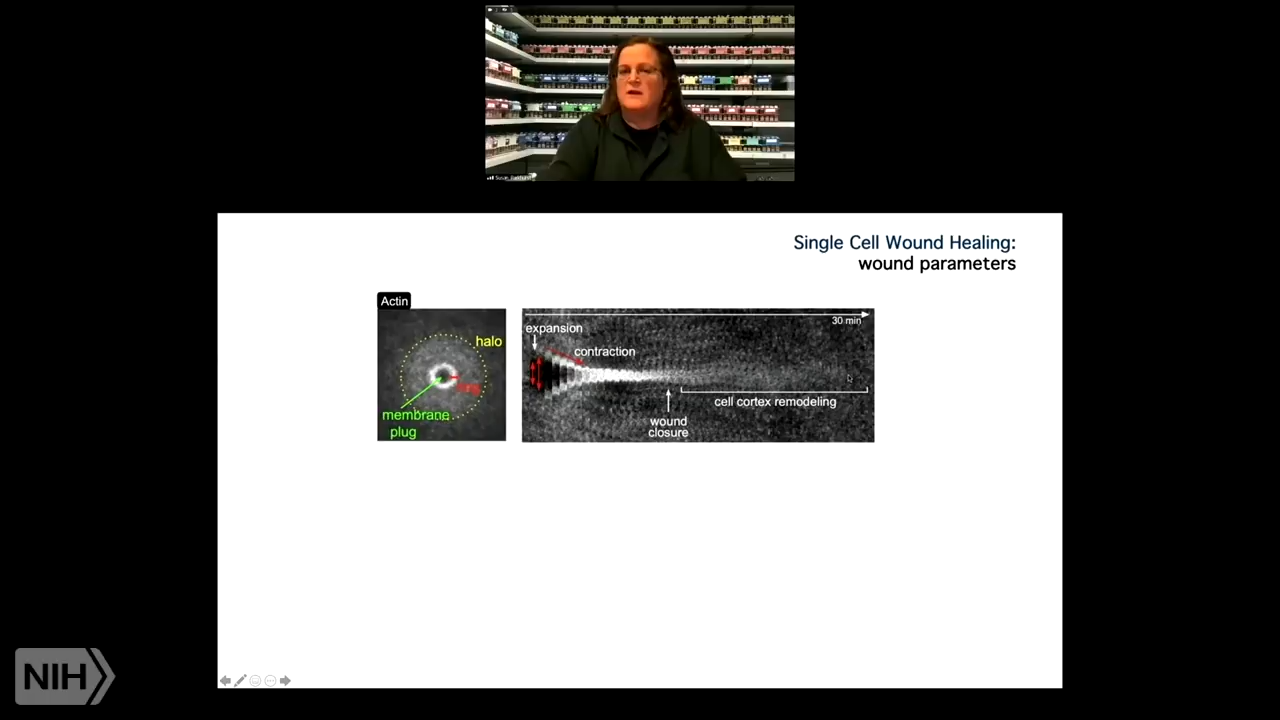 Single Cell Wound Healing:
wound parameters
Actin
halo
membrane
plug
30 min
expansion
contraction
cell cortex remodeling
wound
closure
NIH